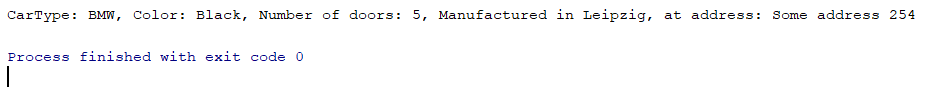 CarType: BMW, Color: Black, Number of doors: 5, Manufactured in Leipzig, at address: Some address 254
Process finished with exit code 0